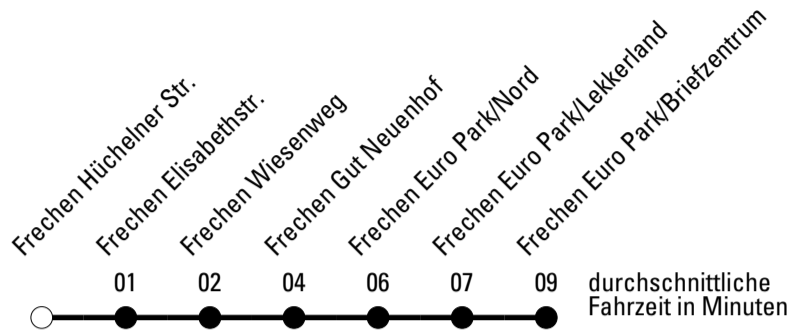 Frechen Hüchelner Str.
Frechen Elisabethstr.
Frechen Wiesenweg
Frechen Gut Neuenhof
Frechen Euro Park/Nord
Frechen Euro Park/Lekkerland
Frechen Euro Park/Briefzentrum
01 02 04 06 07 09
durchschnittliche
Fahrzeit in Minuten